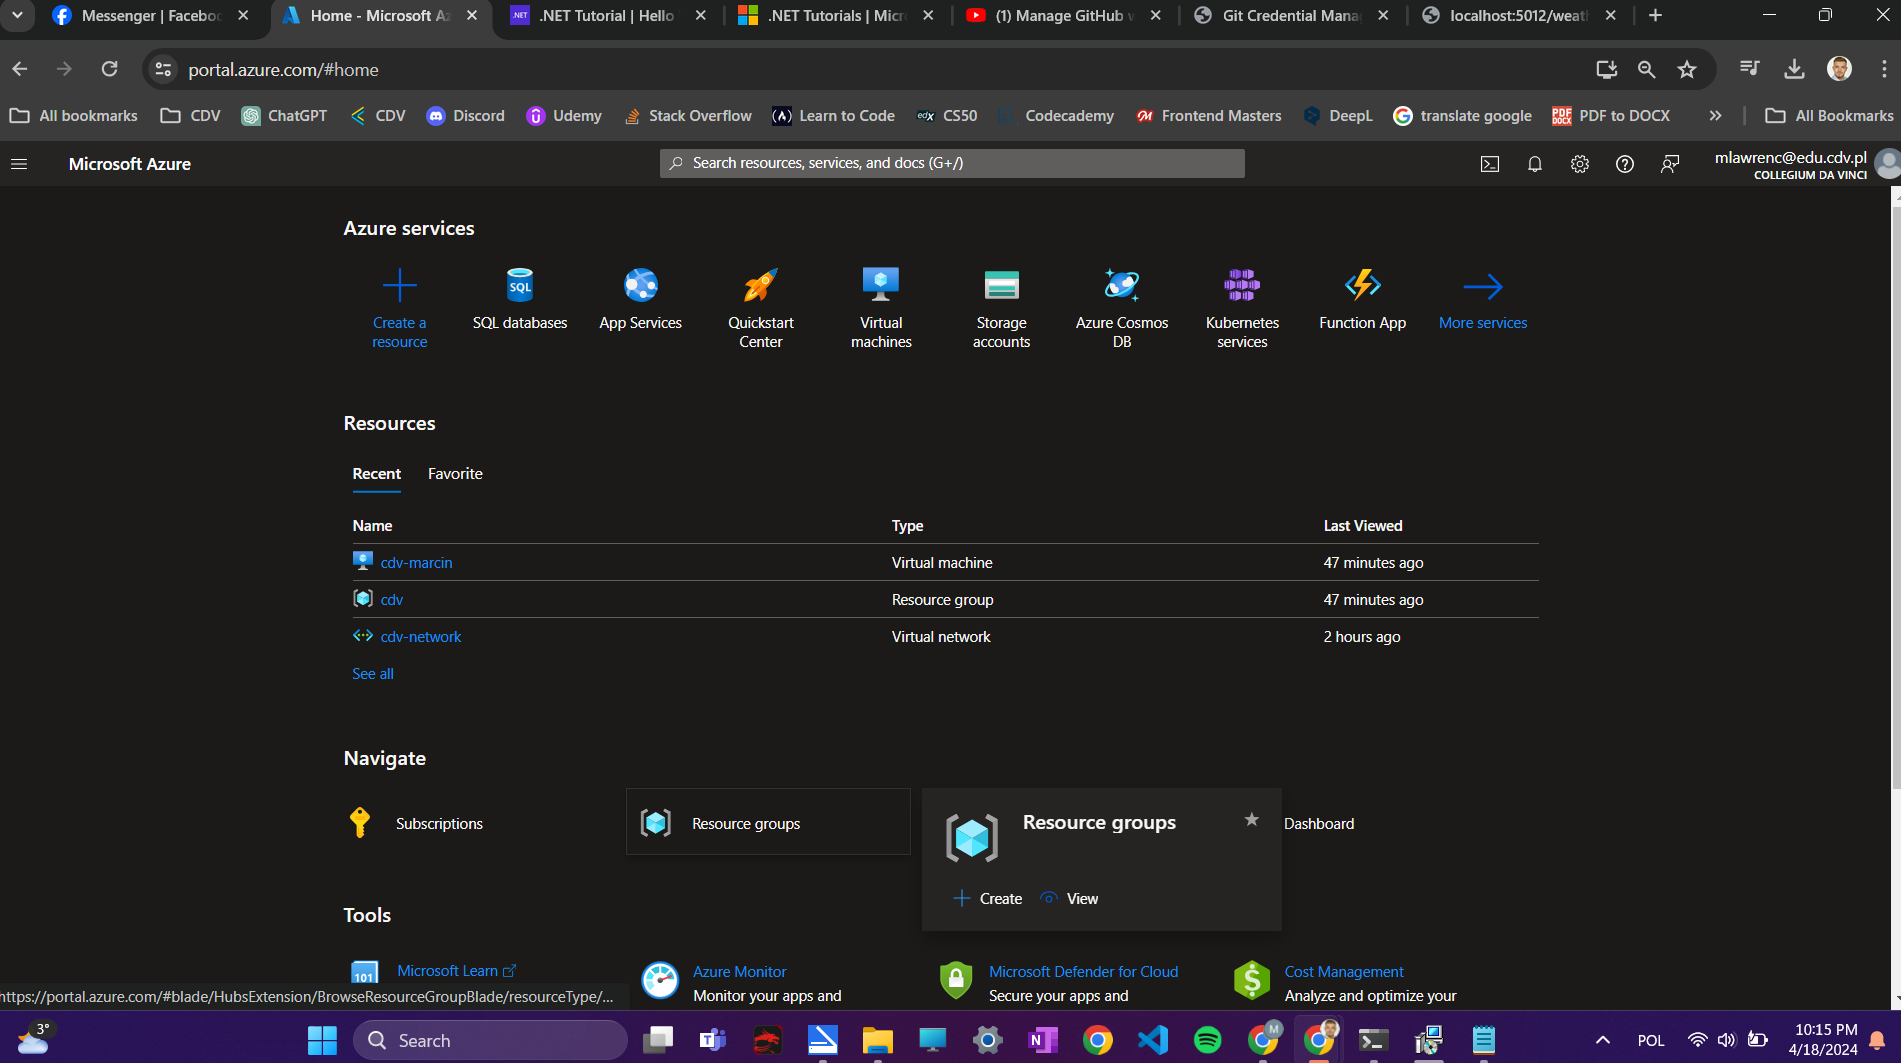 Messenger | Faceboo
Home - Microsoft Az
.NET Tutorial | Hello
.NET Tutorials | Micro
(1) Manage GitHub w
Git Credential Mana
localhost:5012/weat
portal.azure.com/#home
All bookmarks
CDV
ChatGPT
CDV
Discord
Udemy
Stack Overflow
Learn to Code
CS50
Codecademy
Frontend Masters
DeepL
translate google
PDF to DOCX
All Bookmarks
Microsoft Azure
Search resources, services, and docs (G+/)
mlawrenc@edu.cdv.pl
COLLEGIUM DA VINCI
Azure services
Create a resource
SQL databases
App Services
Quickstart Center
Virtual machines
Storage accounts
Azure Cosmos DB
Kubernetes services
Function App
More services
Resources
Recent
Favorite
Name Type Last Viewed
cdv-marcin Virtual machine 47 minutes ago
cdv Resource group 47 minutes ago
cdv-network Virtual network 2 hours ago
See all
Navigate
Subscriptions
Resource groups
Resource groups
Dashboard
Create
View
Tools
Microsoft Learn
Azure Monitor
Monitor your apps and
Microsoft Defender for Cloud
Secure your apps and
Cost Management
Analyze and optimize your
https://portal.azure.com/#blade/HubsExtension/BrowseResourceGroupBlade/resourceType/...
3°
Search
POL
10:15 PM
4/18/2024